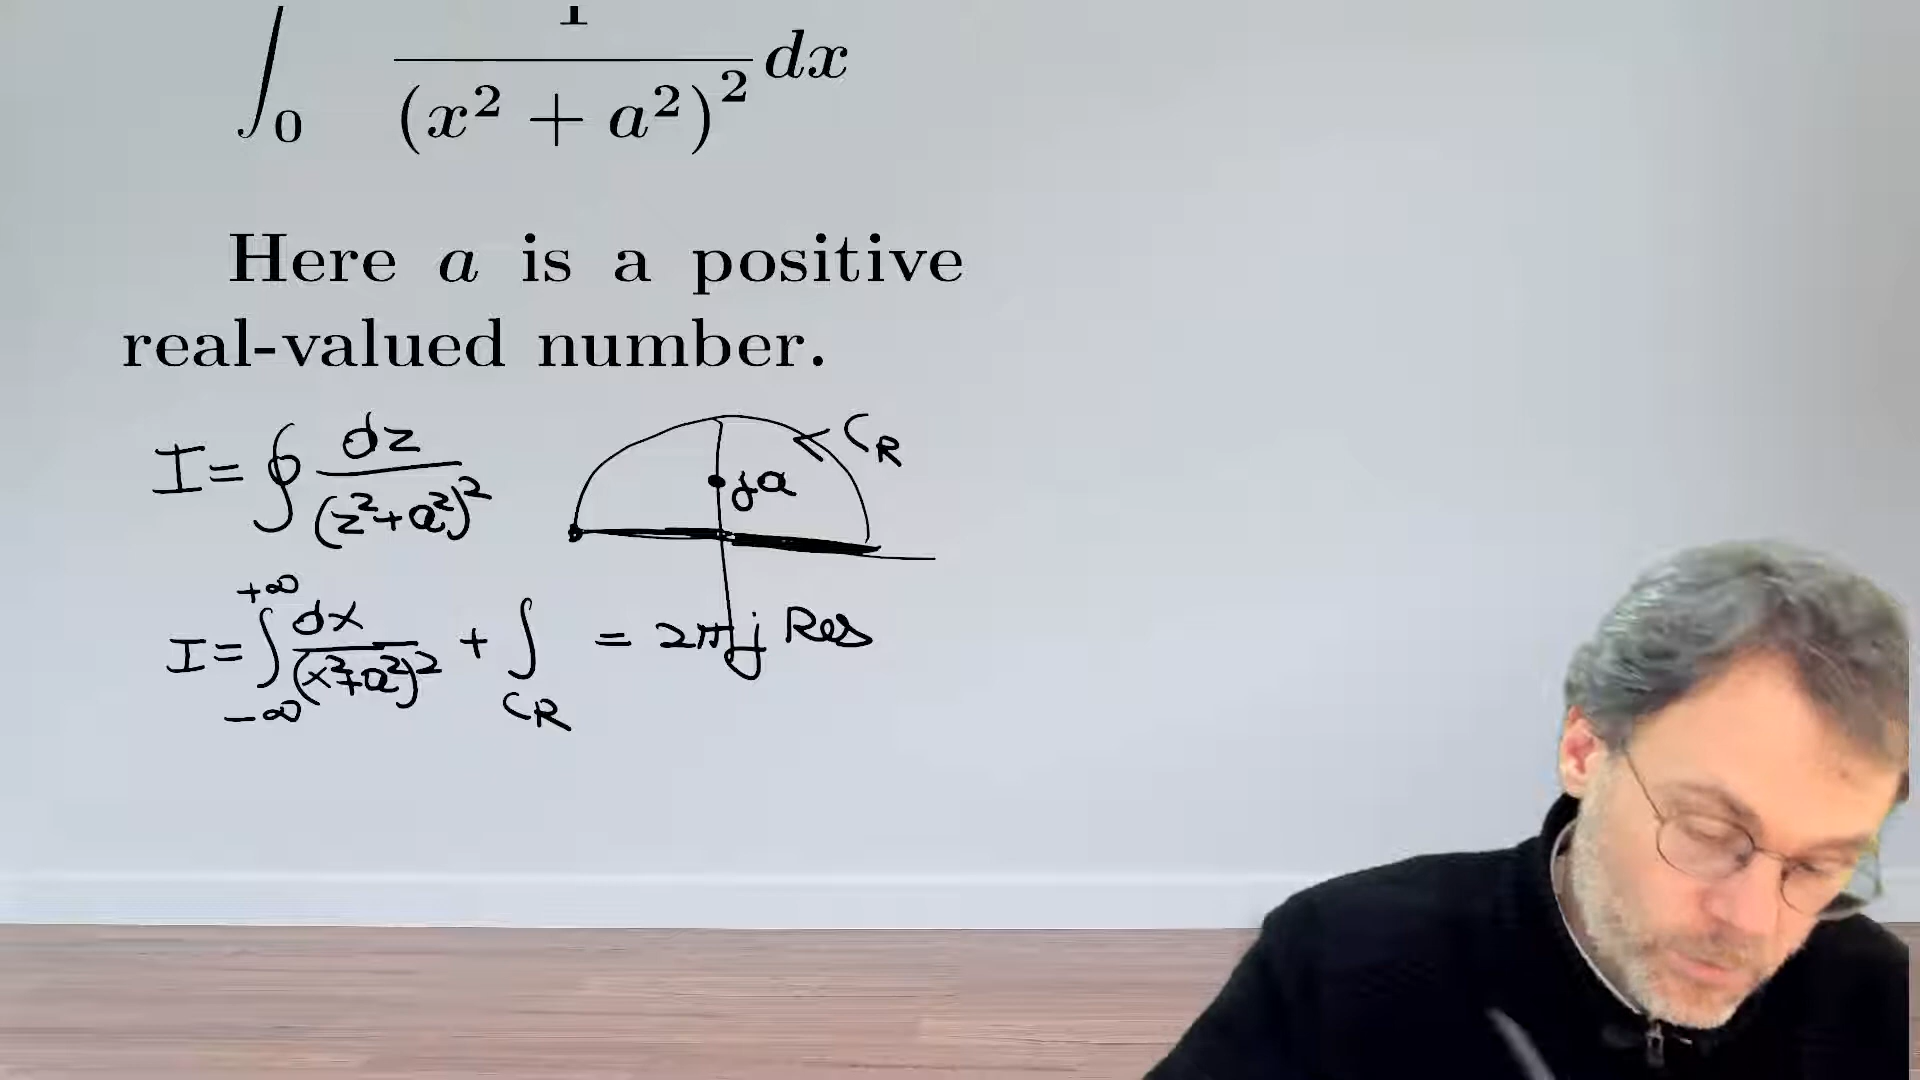 ∫₀ 1/(x² + a²)² dx
Here a is a positive
real-valued number.
I = ∮ dz/(z²+a²)²
C_R
ja
I = ∫_{-∞}^{+∞} dx/(x²+a²)² + ∫_{C_R} = 2πj Res